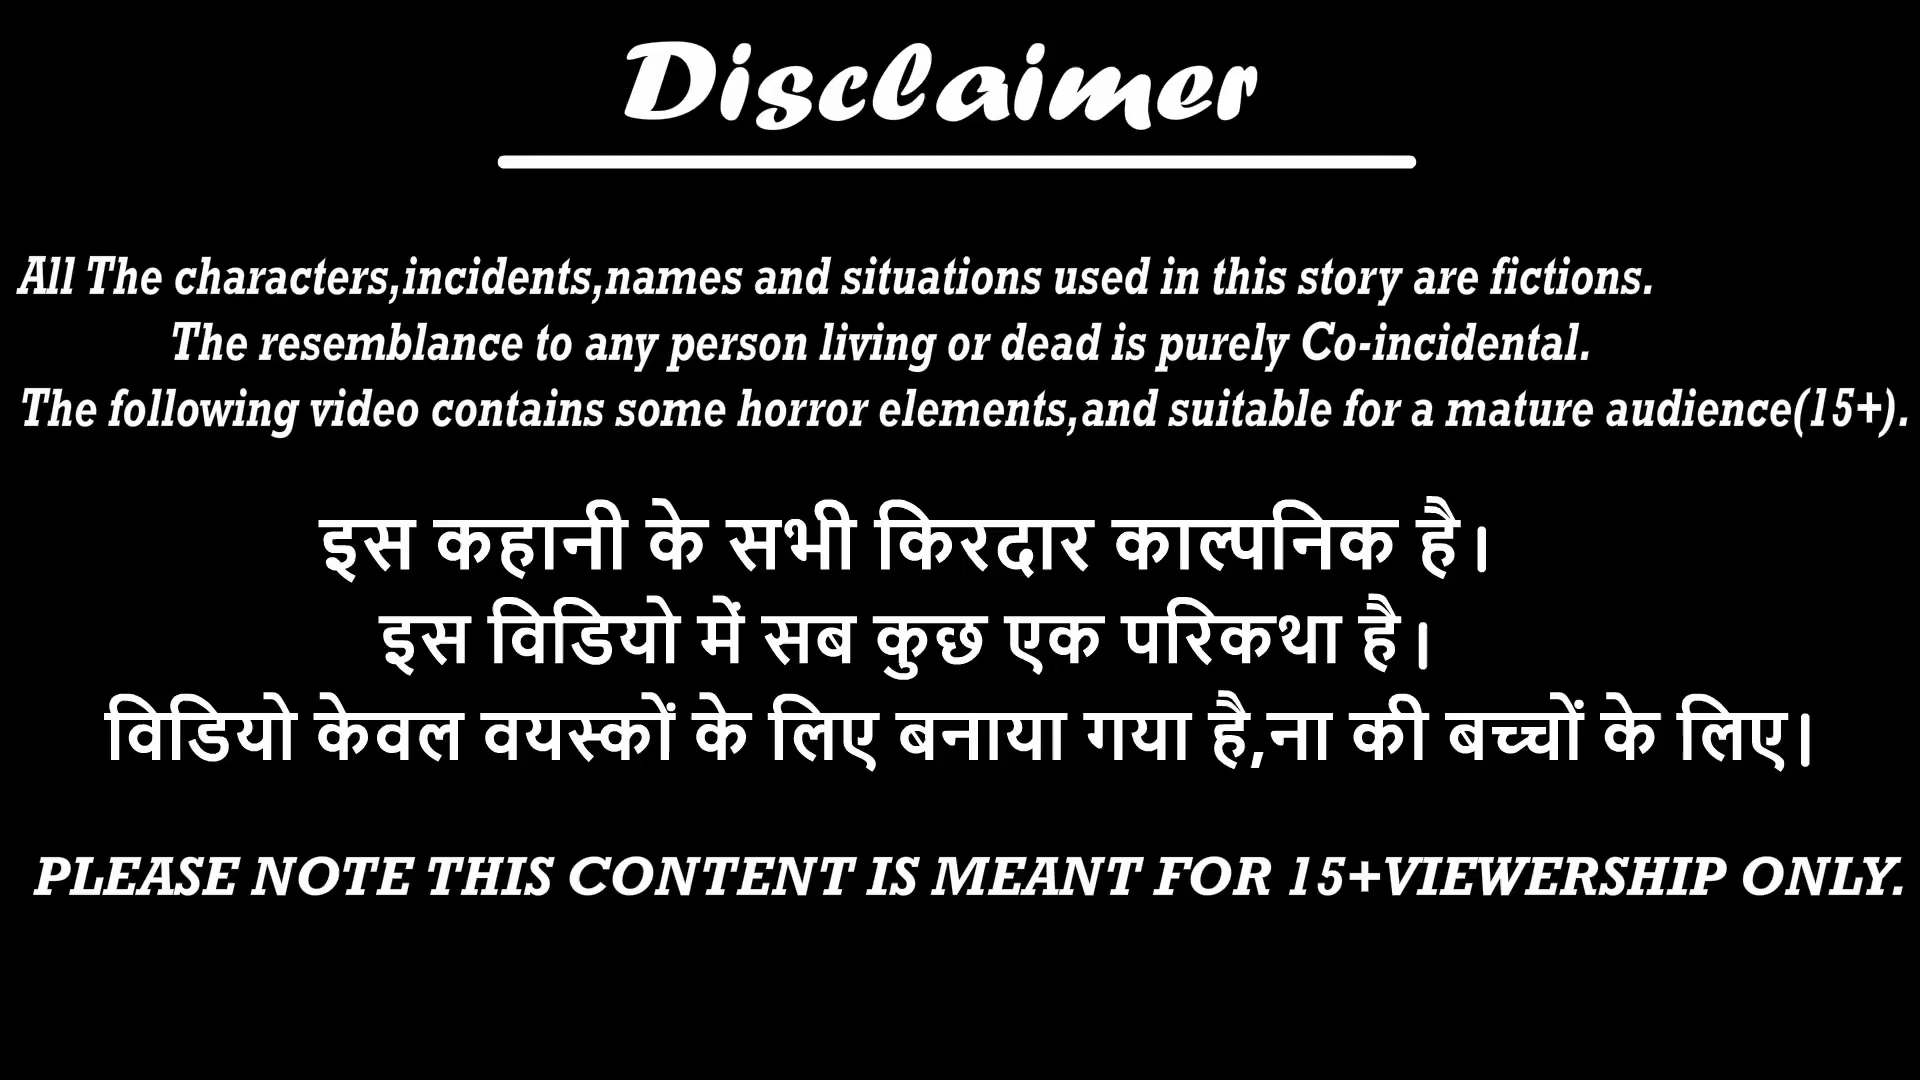 Disclaimer
All The characters,incidents,names and situations used in this story are fictions.
The resemblance to any person living or dead is purely Co-incidental.
The following video contains some horror elements,and suitable for a mature audience(15+).
इस कहानी के सभी किरदार काल्पनिक है।
इस विडियो में सब कुछ एक परिकथा है।
विडियो केवल वयस्कों के लिए बनाया गया है,ना की बच्चों के लिए।
PLEASE NOTE THIS CONTENT IS MEANT FOR 15+VIEWERSHIP ONLY.